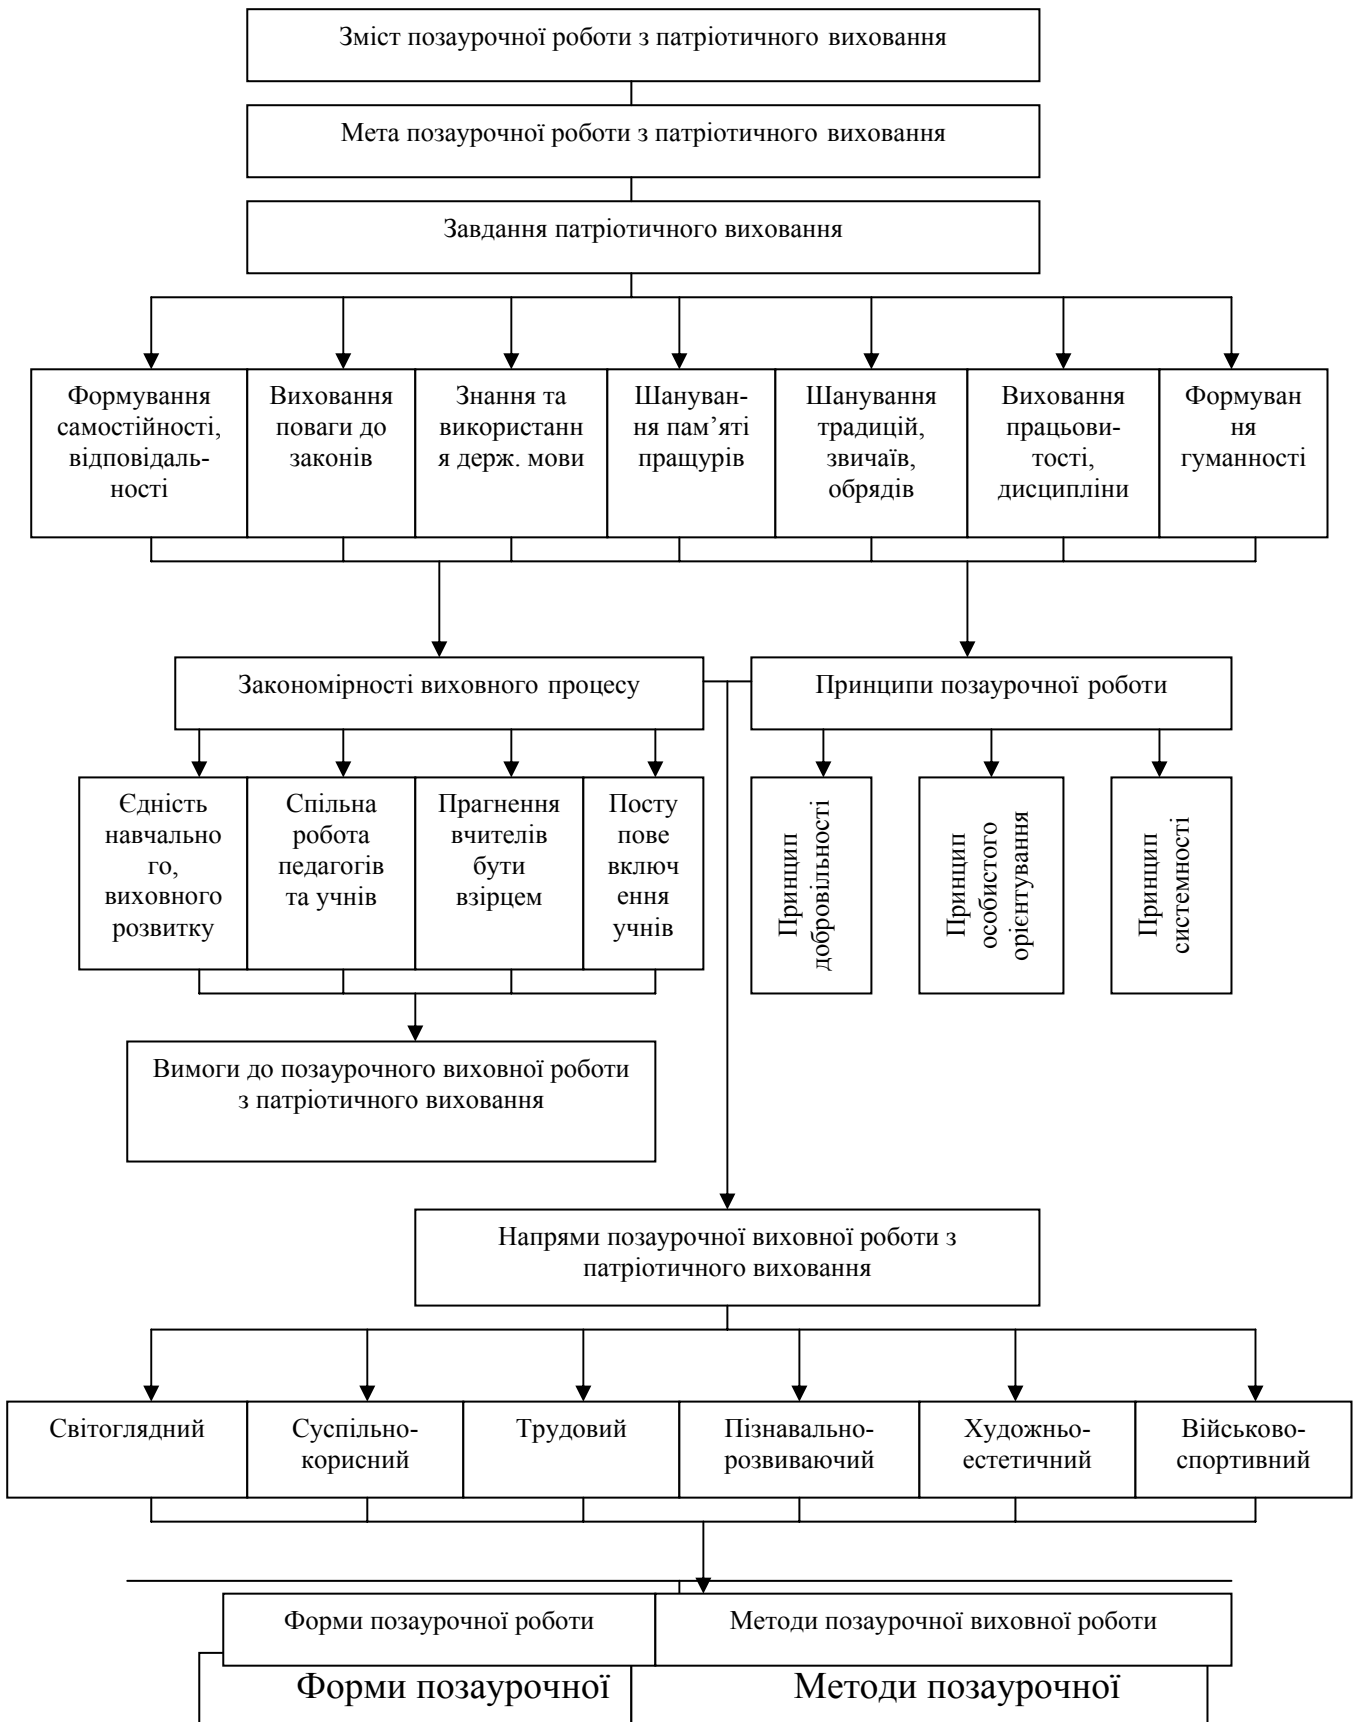 Зміст позаурочної роботи з патріотичного виховання
Мета позаурочної роботи з патріотичного виховання
Завдання патріотичного виховання
Формування
самостійності,
відповідаль-
ності
Виховання
поваги до
законів
Знання та
використанн
я держ. мови
Шануван-
ня пам’яті
пращурів
Шанування
традицій,
звичаїв,
обрядів
Виховання
працьови-
тості,
дисципліни
Формуван
ня
гуманності
Закономірності виховного процесу
Принципи позаурочної роботи
Єдність
навчально
го,
виховного
розвитку
Спільна
робота
педагогів
та учнів
Прагнення
вчителів
бути
взірцем
Посту
пове
включ
ення
учнів
Принцип
добровільності
Принцип
особистого
орієнтування
Принцип
системності
Вимоги до позаурочного виховної роботи
з патріотичного виховання
Напрями позаурочної виховної роботи з
патріотичного виховання
Світоглядний
Суспільно-
корисний
Трудовий
Пізнавально-
розвиваючий
Художньо-
естетичний
Військово-
спортивний
Форми позаурочної роботи
Методи позаурочної виховної роботи
Форми позаурочної
Методи позаурочної